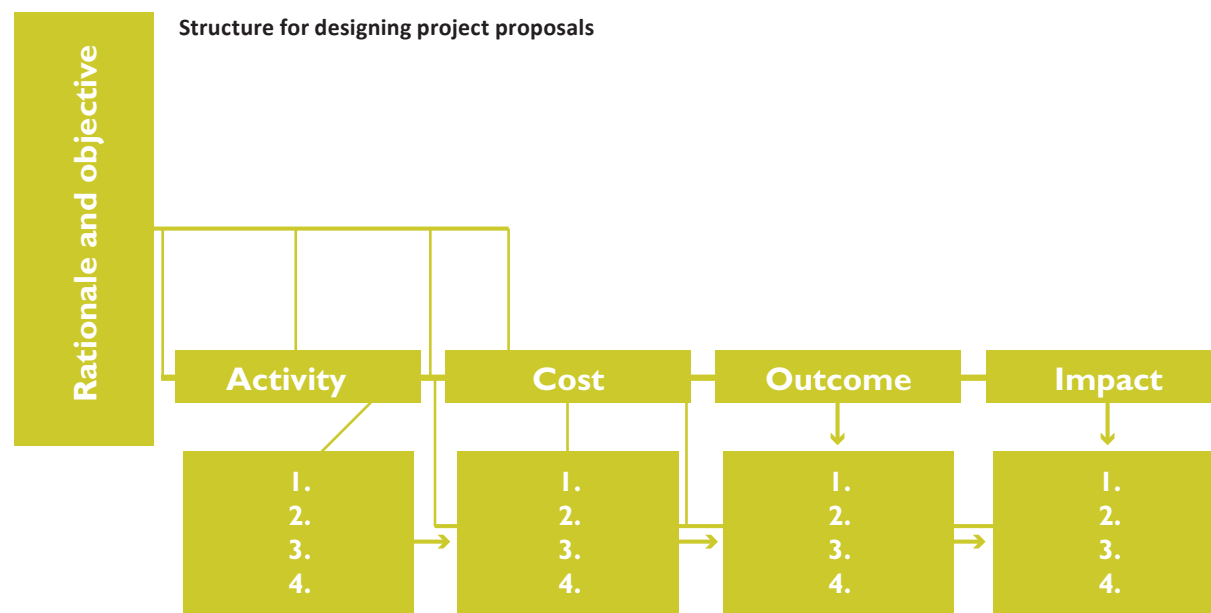 Structure for designing project proposals
Rationale and objective
Activity
Cost
Outcome
Impact
1.
2.
3.
4.
1.
2.
3.
4.
1.
2.
3.
4.
1.
2.
3.
4.